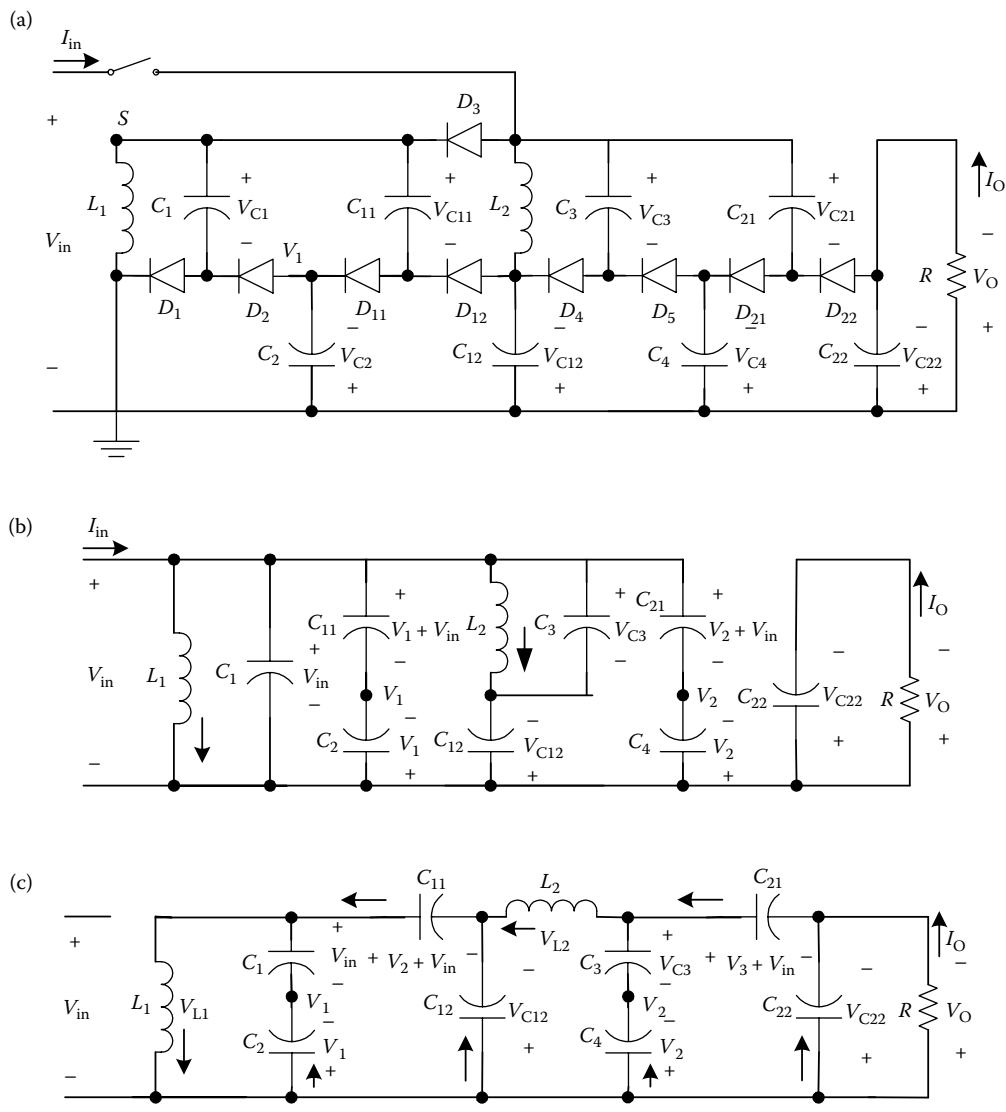 (a)
I_in
+
S
D_3
L_1
C_1
+
V_C1
−
C_11
+
V_C11
−
L_2
C_3
+
V_C3
−
C_21
+
V_C21
−
I_O
V_in
V_1
D_1
D_2
D_11
D_12
D_4
D_5
D_21
D_22
R
−
V_O
+
−
C_2
−
V_C2
+
C_12
−
V_C12
+
C_4
−
V_C4
+
C_22
−
V_C22
+
(b)
I_in
+
V_in
−
L_1
C_1
+
V_in
−
C_11
+
V_1 + V_in
−
L_2
C_3
+
V_C3
−
C_21
+
V_2 + V_in
−
V_1
C_2
−
V_1
+
C_12
−
V_C12
+
V_2
C_4
−
V_2
+
C_22
−
V_C22
+
I_O
R
−
V_O
+
(c)
+
V_in
−
L_1
V_L1
C_11
L_2
C_21
C_1
+
V_in
−
+ V_2 + V_in −
V_L2
C_3
+
V_C3
−
+ V_3 + V_in −
I_O
V_1
C_2
−
V_1
+
C_12
−
V_C12
+
V_2
C_4
−
V_2
+
C_22
−
V_C22
+
R
−
V_O
+